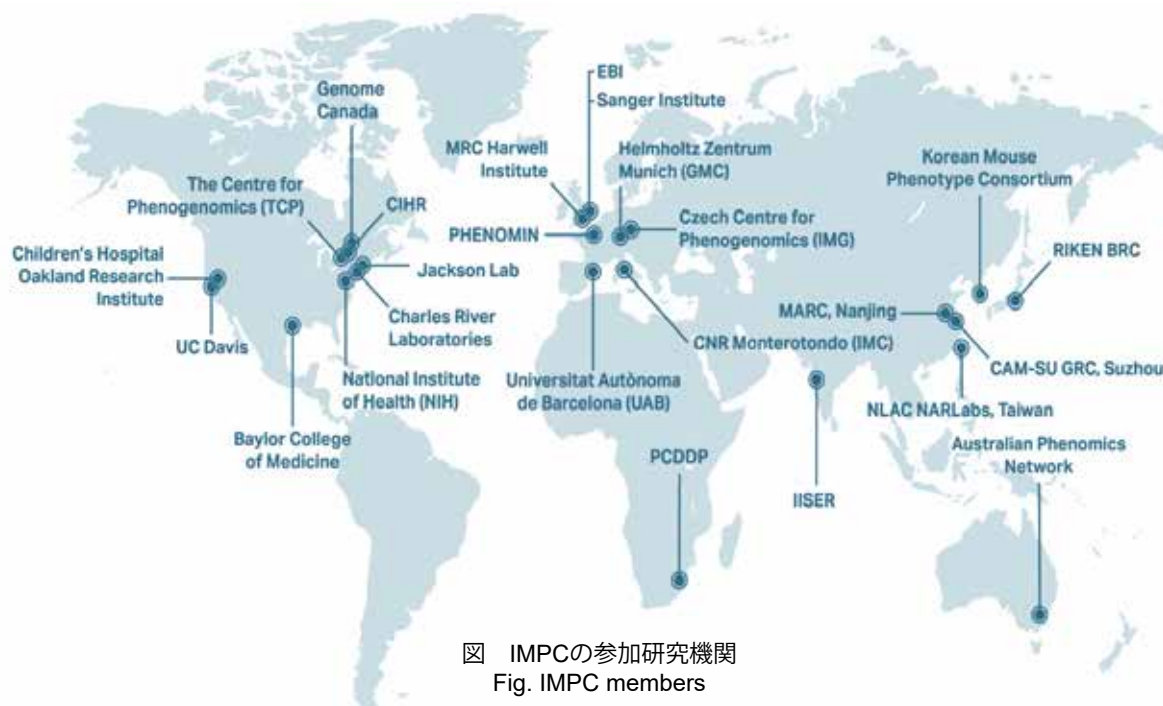 EBI
Sanger Institute
Genome
Canada
MRC Harwell
Institute
Helmholtz Zentrum
Munich (GMC)
Korean Mouse
Phenotype Consortium
The Centre for
Phenogenomics (TCP)
CIHR
PHENOMIN
Czech Centre for
Phenogenomics (IMG)
Children's Hospital
Oakland Research
Institute
Jackson Lab
RIKEN BRC
UC Davis
Charles River
Laboratories
CNR Monterotondo (IMC)
MARC, Nanjing
CAM-SU GRC, Suzhou
National Institute
of Health (NIH)
Universitat Autònoma
de Barcelona (UAB)
NLAC NARLabs, Taiwan
Baylor College
of Medicine
PCDDP
IISER
Australian Phenomics
Network
図　IMPCの参加研究機関
Fig. IMPC members